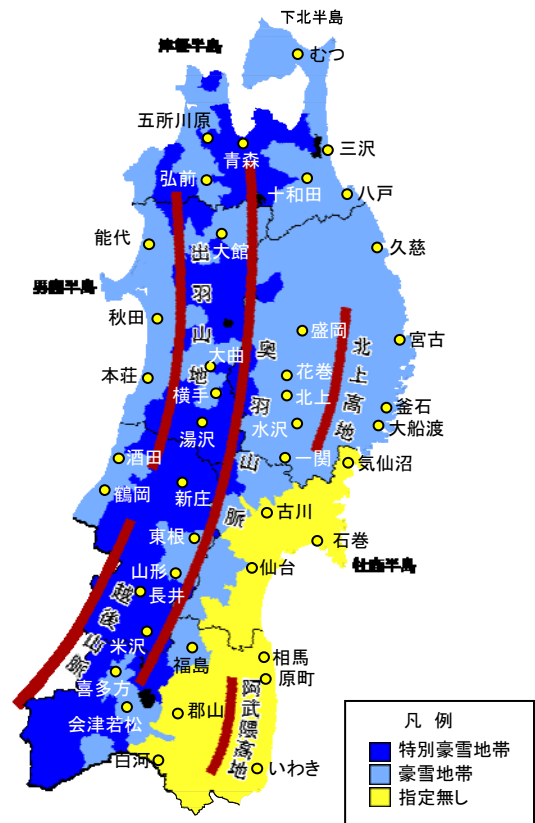 下北半島
津軽半島
むつ
五所川原
青森
三沢
弘前
十和田
八戸
能代
大館
久慈
出羽山地
男鹿半島
秋田
盛岡
宮古
奥羽山脈
北上高地
大曲
本荘
花巻
横手
北上
釜石
湯沢
水沢
大船渡
酒田
一関
気仙沼
鶴岡
新庄
古川
東根
石巻
山形
仙台
牡鹿半島
長井
越後山脈
米沢
福島
相馬
喜多方
原町
会津若松
郡山
阿武隈高地
白河
いわき
凡 例
特別豪雪地帯
豪雪地帯
指定無し